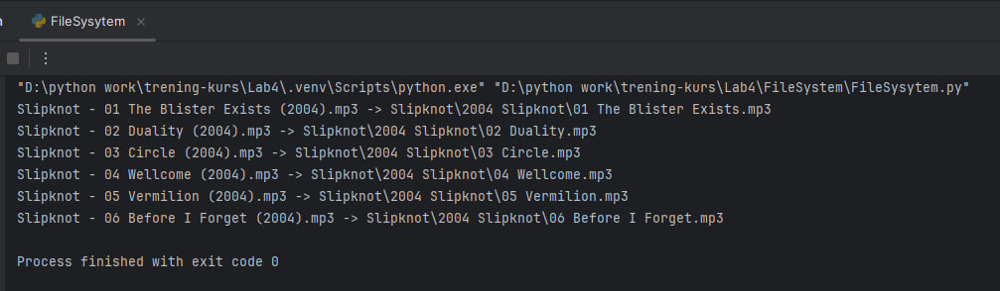 FileSysytem
"D:\python work\trening-kurs\Lab4\.venv\Scripts\python.exe" "D:\python work\trening-kurs\Lab4\FileSystem\FileSysytem.py"
Slipknot - 01 The Blister Exists (2004).mp3 -> Slipknot\2004 Slipknot\01 The Blister Exists.mp3
Slipknot - 02 Duality (2004).mp3 -> Slipknot\2004 Slipknot\02 Duality.mp3
Slipknot - 03 Circle (2004).mp3 -> Slipknot\2004 Slipknot\03 Circle.mp3
Slipknot - 04 Wellcome (2004).mp3 -> Slipknot\2004 Slipknot\04 Wellcome.mp3
Slipknot - 05 Vermilion (2004).mp3 -> Slipknot\2004 Slipknot\05 Vermilion.mp3
Slipknot - 06 Before I Forget (2004).mp3 -> Slipknot\2004 Slipknot\06 Before I Forget.mp3
Process finished with exit code 0